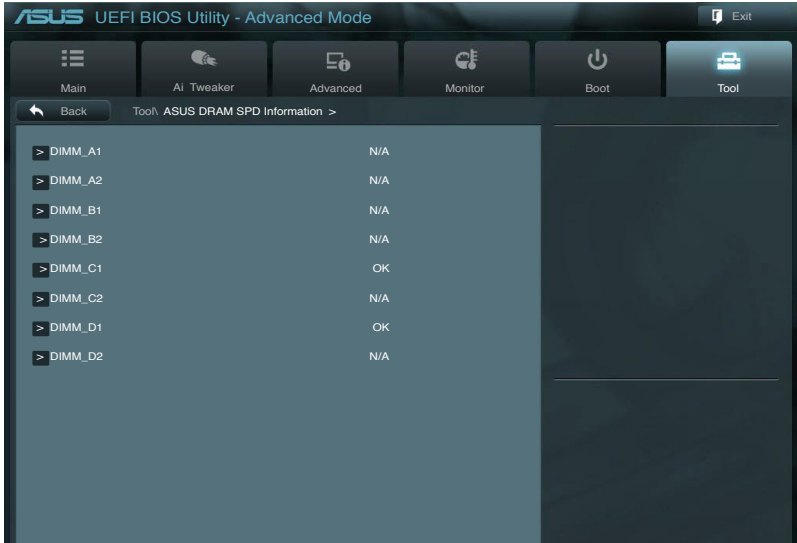 ASUS UEFI BIOS Utility - Advanced Mode
Exit
Main
Ai Tweaker
Advanced
Monitor
Boot
Tool
Back
Tool\ ASUS DRAM SPD Information >
> DIMM_A1 N/A
> DIMM_A2 N/A
> DIMM_B1 N/A
> DIMM_B2 N/A
> DIMM_C1 OK
> DIMM_C2 N/A
> DIMM_D1 OK
> DIMM_D2 N/A